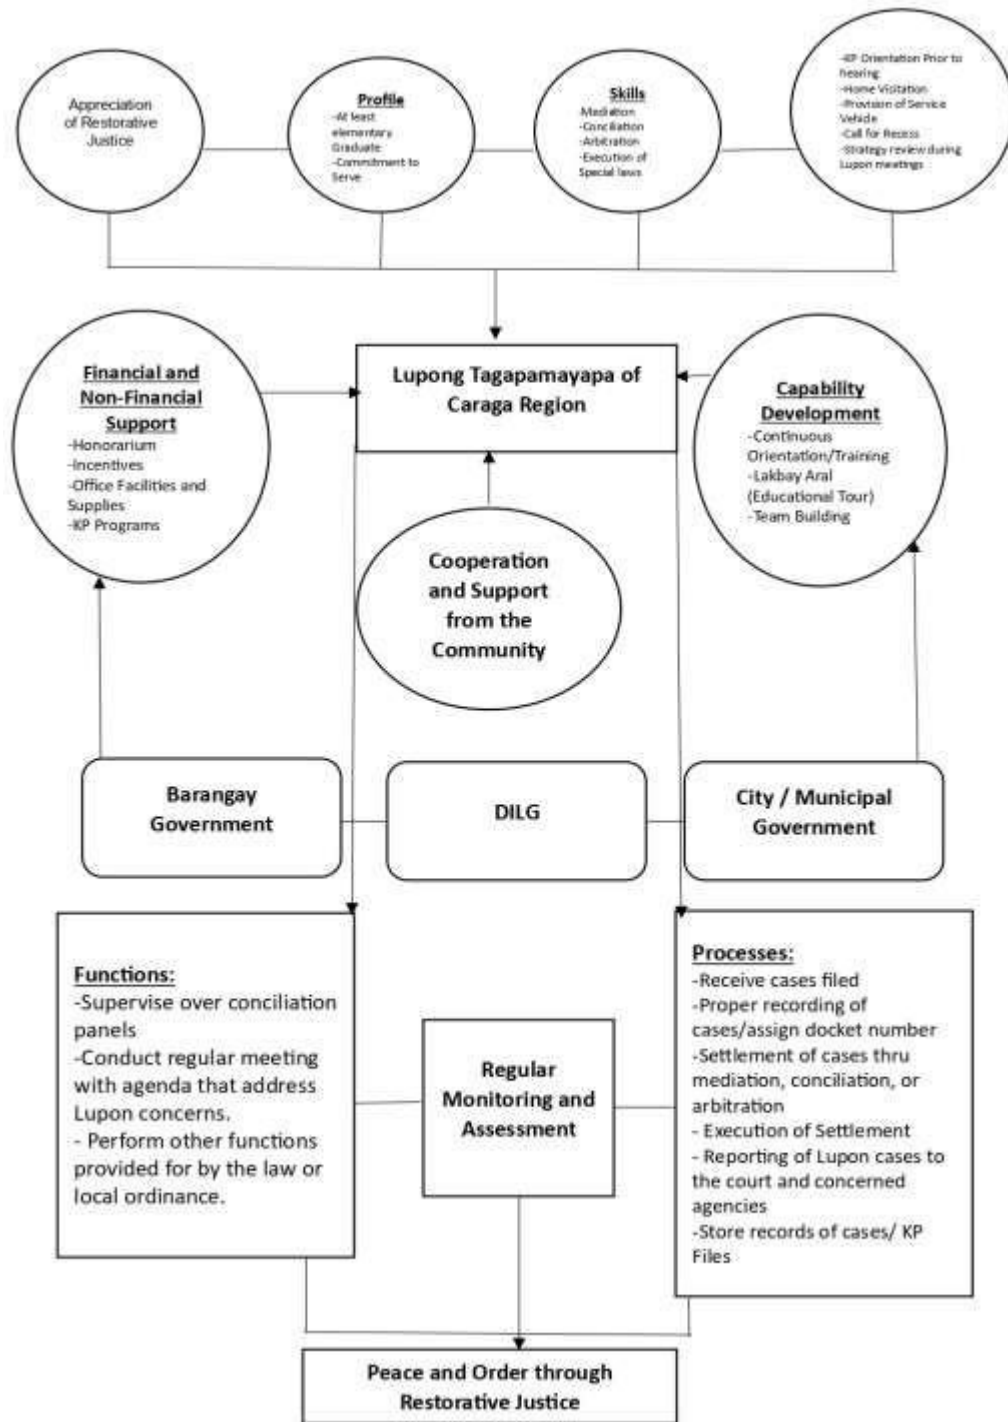 Appreciation
of Restorative
Justice
Profile
-At least
elementary
Graduate
-Commitment to
Serve
Skills
Mediation
-Conciliation
-Arbitration
-Execution of
Special laws
-KP Orientation Prior to
hearing
-Home Visitation
-Provision of Service
Vehicle
-Call for Recess
-Strategy review during
Lupon meetings
Financial and
Non-Financial
Support
-Honorarium
-Incentives
-Office Facilities and
Supplies
-KP Programs
Lupong Tagapamayapa of
Caraga Region
Capability
Development
-Continuous
Orientation/Training
-Lakbay Aral
(Educational Tour)
-Team Building
Cooperation
and Support
from the
Community
Barangay
Government
DILG
City / Municipal
Government
Functions:
-Supervise over conciliation
panels
-Conduct regular meeting
with agenda that address
Lupon concerns.
- Perform other functions
provided for by the law or
local ordinance.
Regular
Monitoring and
Assessment
Processes:
-Receive cases filed
-Proper recording of
cases/assign docket number
-Settlement of cases thru
mediation, conciliation, or
arbitration
- Execution of Settlement
- Reporting of Lupon cases to
the court and concerned
agencies
-Store records of cases/ KP
Files
Peace and Order through
Restorative Justice